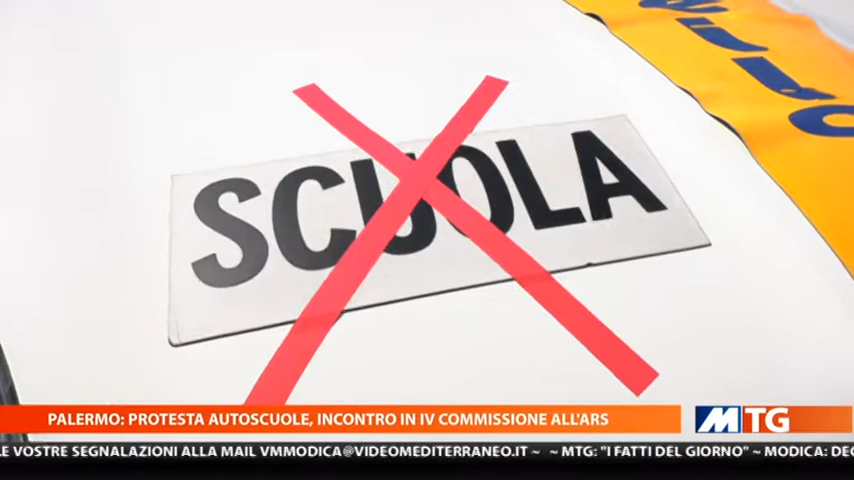 SCUOLA
PALERMO: PROTESTA AUTOSCUOLE, INCONTRO IN IV COMMISSIONE ALL'ARS
MTG
LE VOSTRE SEGNALAZIONI ALLA MAIL VMMODICA@VIDEOMEDITERRANEO.IT ~ ~ MTG: "I FATTI DEL GIORNO" ~ MODICA: DEC